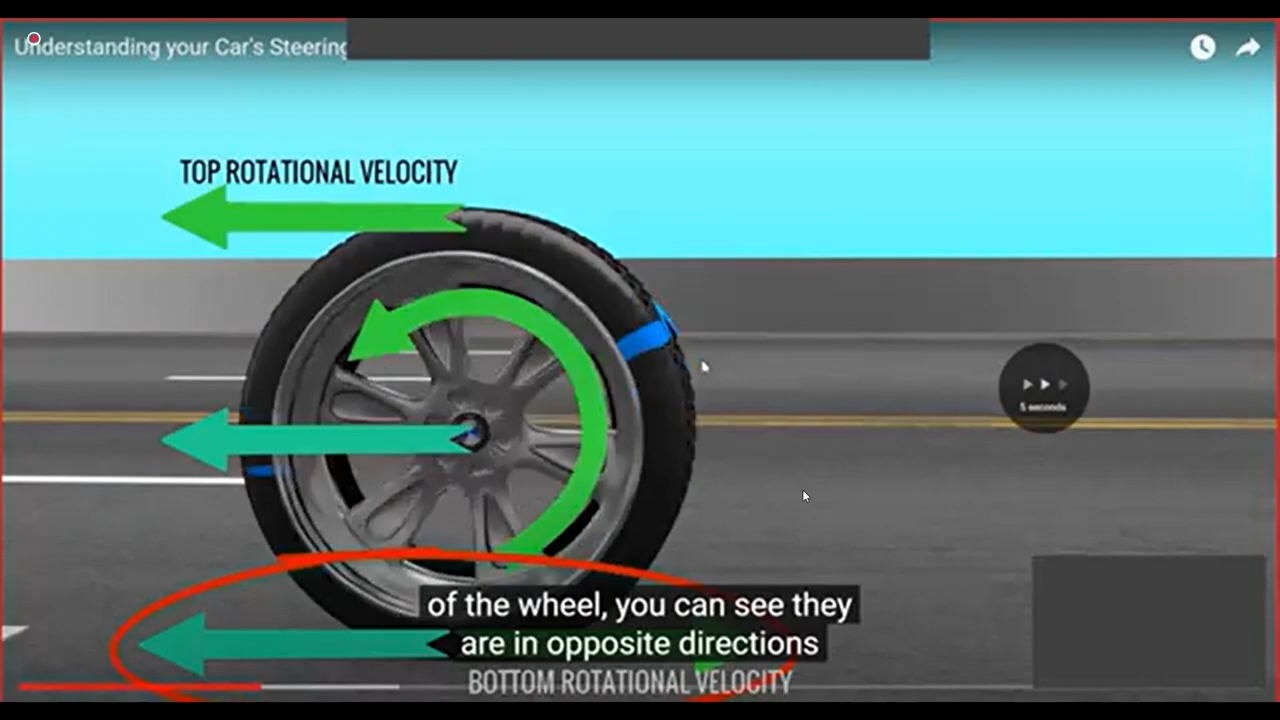 Understanding your Car's Steering
TOP ROTATIONAL VELOCITY
5 seconds
of the wheel, you can see they
are in opposite directions
BOTTOM ROTATIONAL VELOCITY